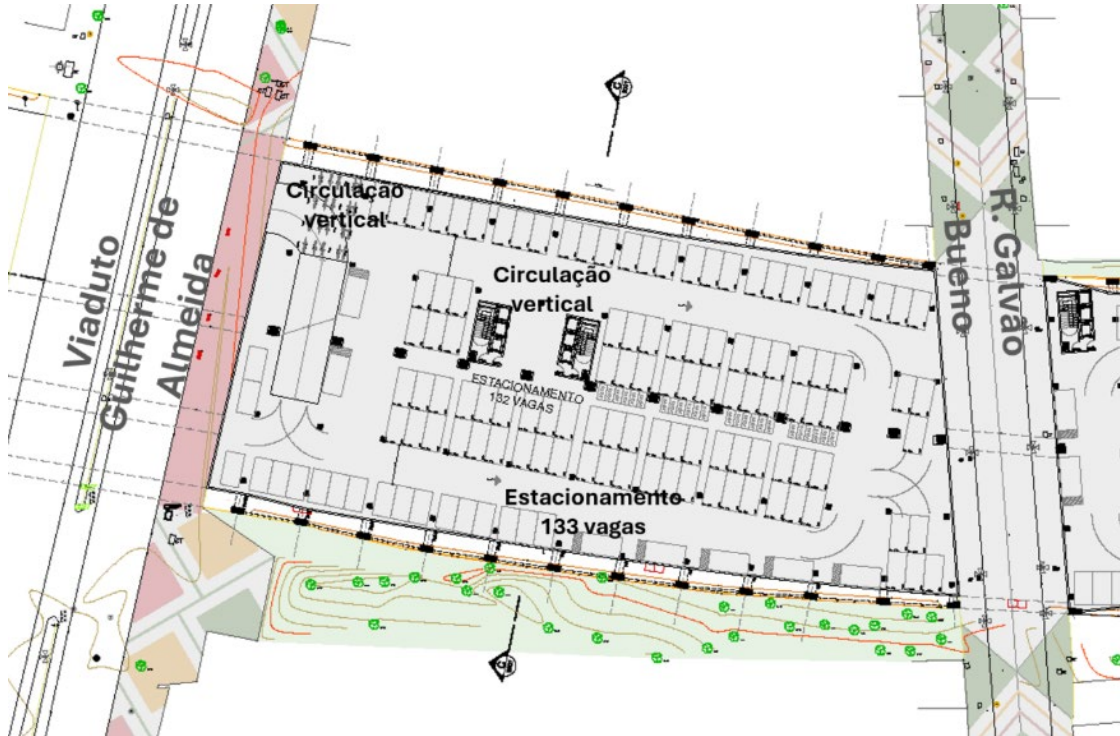 Circulação
vertical
Circulação
vertical
Viaduto
Guilherme de
Almeida
R. Galvão
Bueno
ESTACIONAMENTO
132 VAGAS
Estacionamento
133 vagas